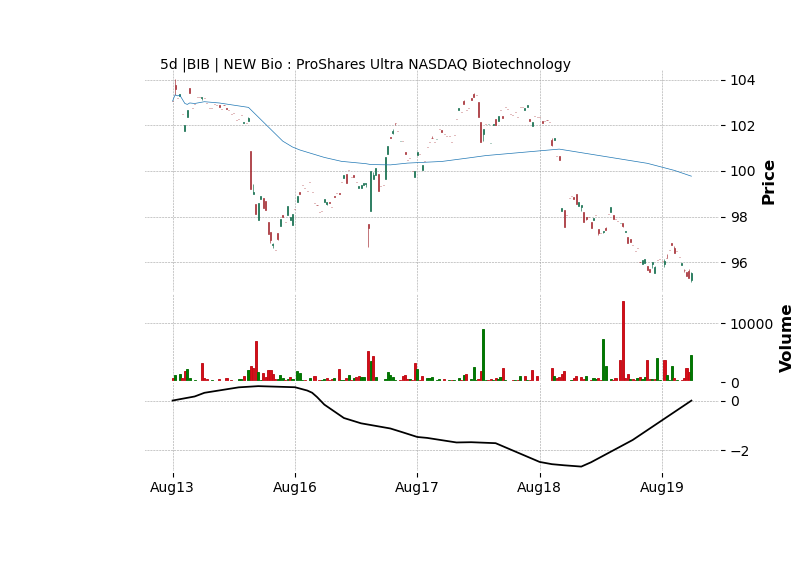 5d |BIB | NEW Bio : ProShares Ultra NASDAQ Biotechnology
104
102
100
98
96
Price
10000
0
Volume
0
−2
Aug13
Aug16
Aug17
Aug18
Aug19